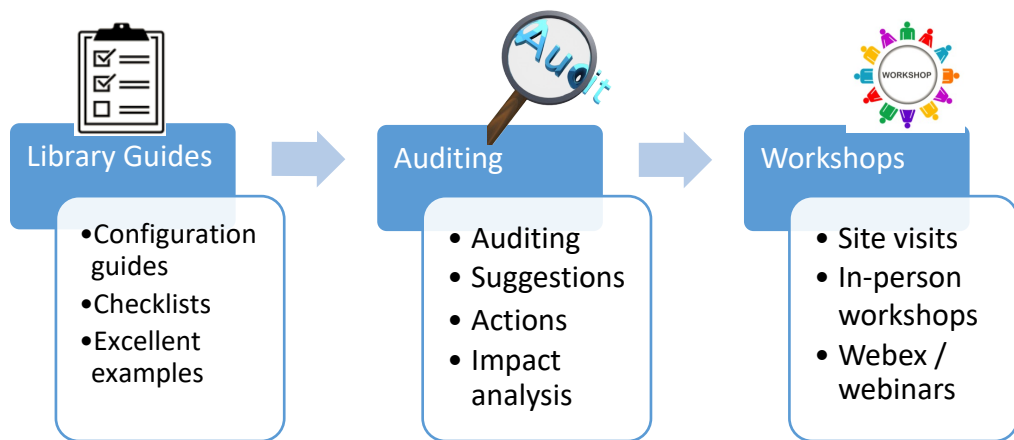 Audit
WORKSHOP
Library Guides
•Configuration
guides
•Checklists
•Excellent
examples
Auditing
• Auditing
• Suggestions
• Actions
• Impact
analysis
Workshops
• Site visits
• In-person
workshops
• Webex /
webinars